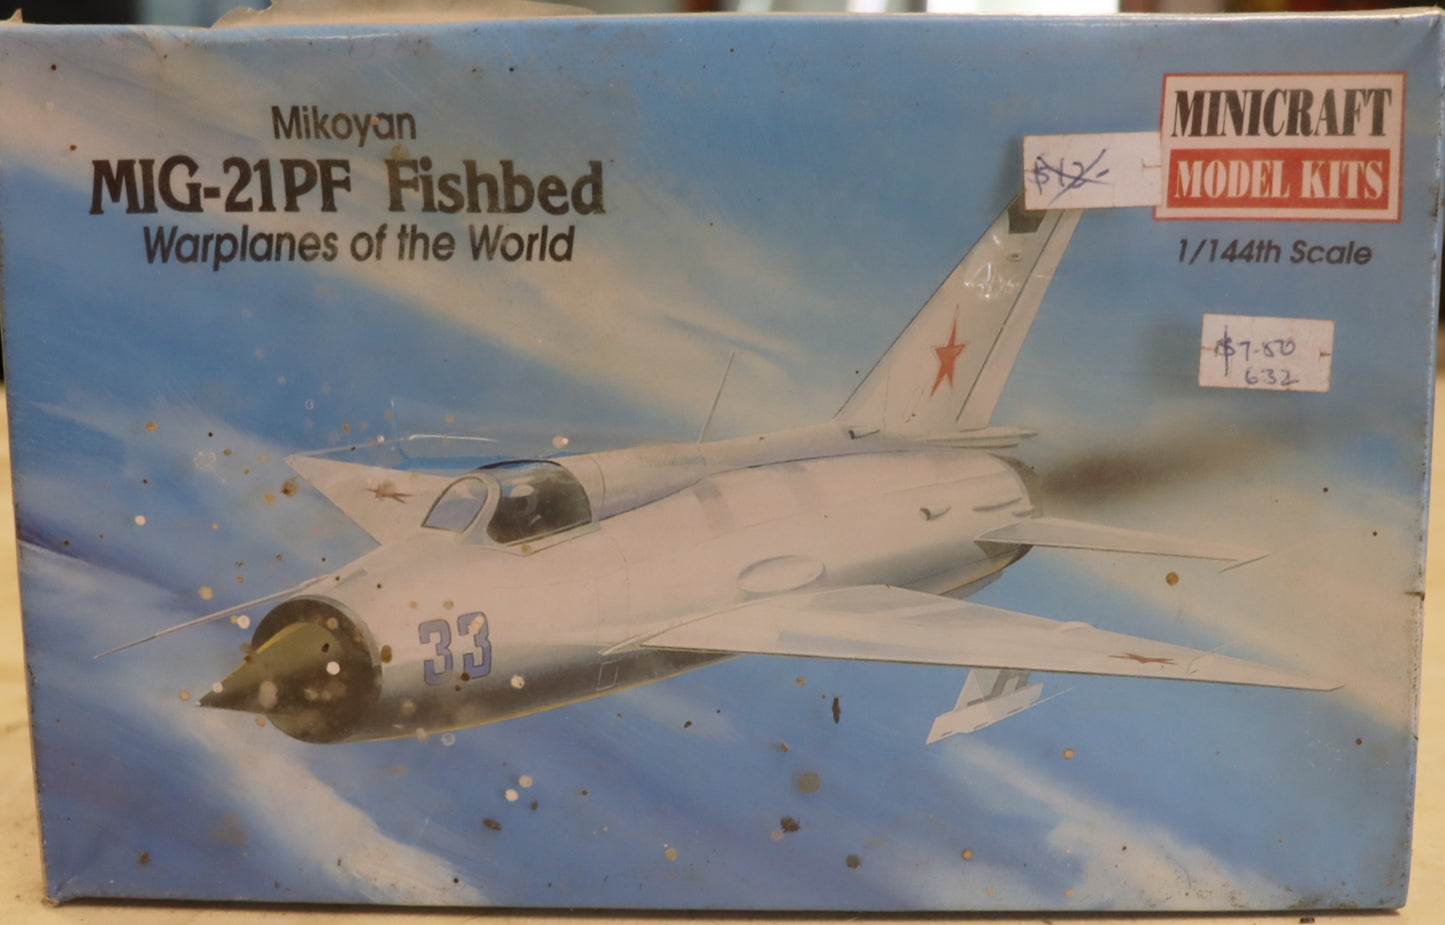 Mikoyan
MIG-21PF Fishbed
Warplanes of the World
$12/-
MINICRAFT
MODEL KITS
1/144th Scale
$7-50
632
33